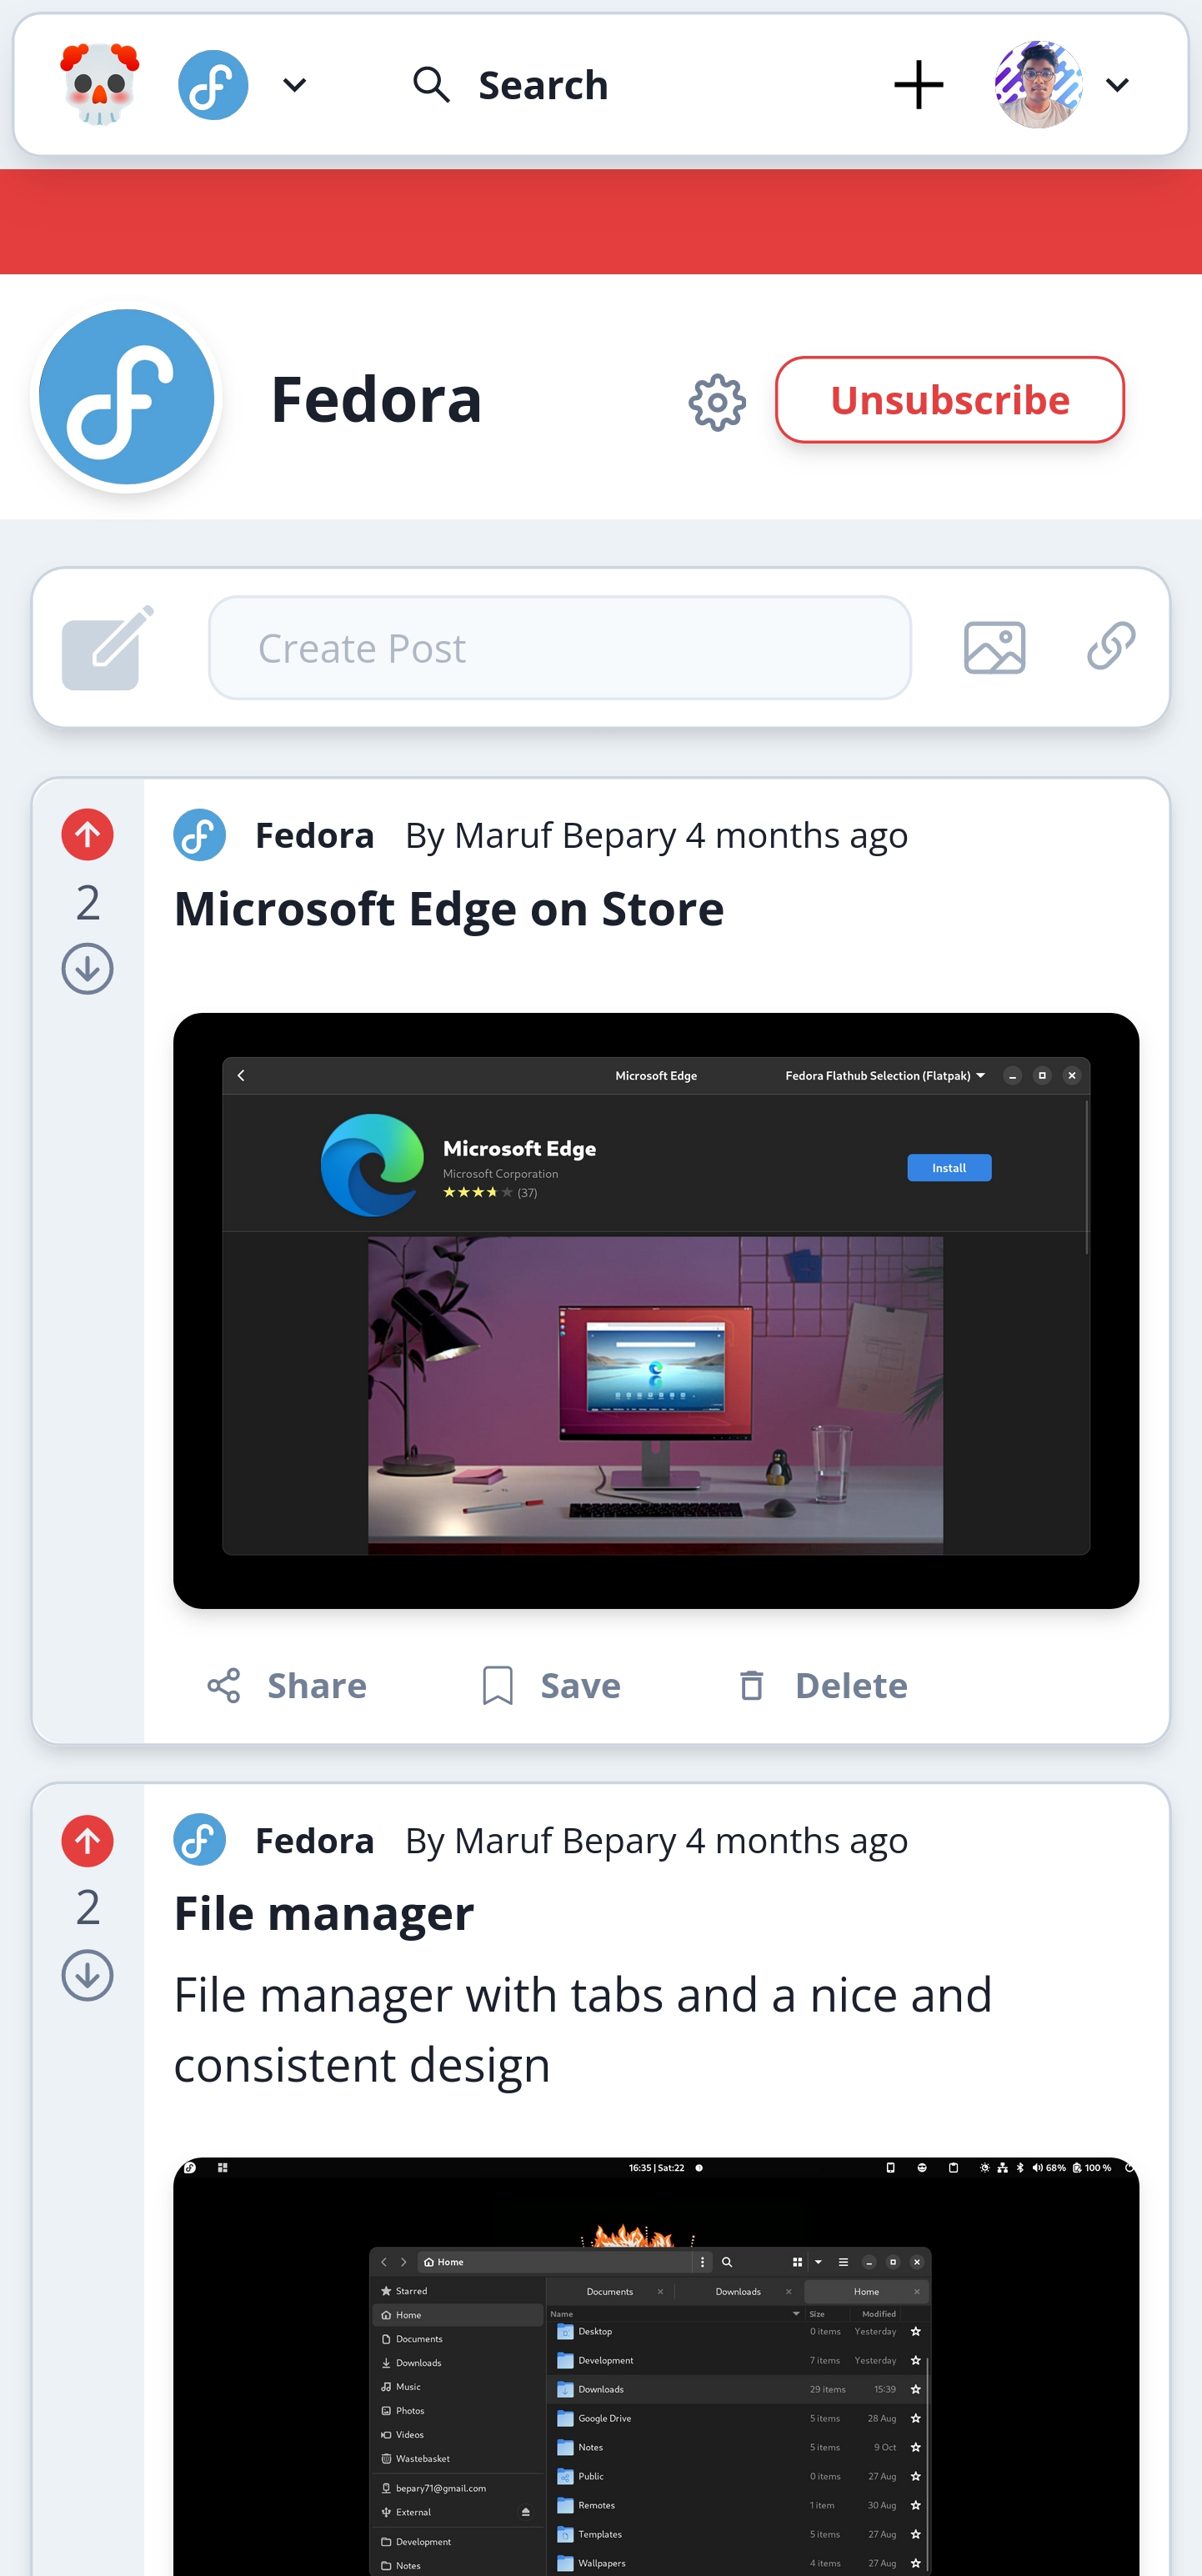 Search
Fedora
Unsubscribe
Create Post
Fedora By Maruf Bepary 4 months ago
2
Microsoft Edge on Store
Microsoft Edge
Fedora Flathub Selection (Flatpak)
Microsoft Edge
Microsoft Corporation
(37)
Install
Share
Save
Delete
Fedora By Maruf Bepary 4 months ago
2
File manager
File manager with tabs and a nice and
consistent design
16:35 | Sat:22
68% 100 %
Home
Starred
Home
Documents
Downloads
Music
Photos
Videos
Wastebasket
bepary71@gmail.com
External
Development
Notes
Documents Downloads Home
Name Size Modified
Desktop 0 items Yesterday
Development 7 items Yesterday
Downloads 29 items 15:39
Google Drive 5 items 28 Aug
Notes 5 items 9 Oct
Public 0 items 27 Aug
Remotes 1 item 30 Aug
Templates 5 items 27 Aug
Wallpapers 4 items 27 Aug